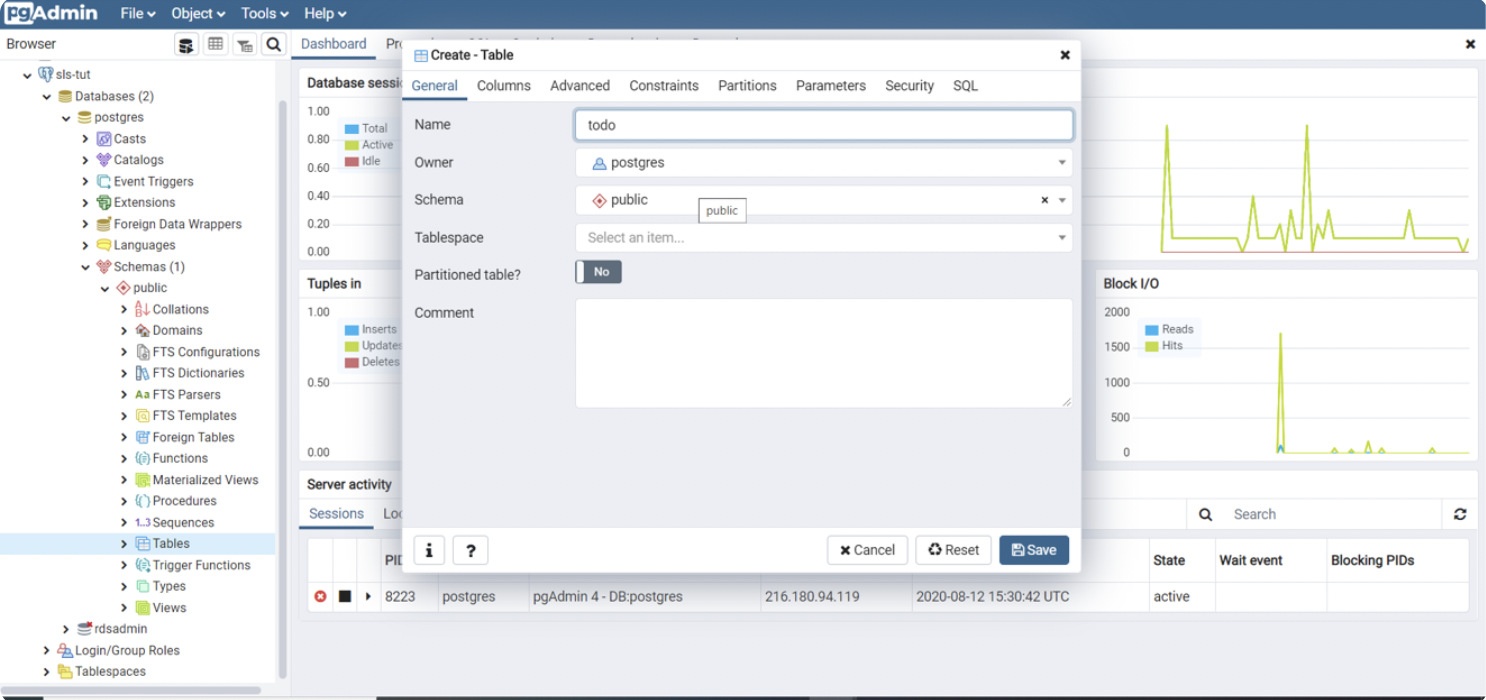 pgAdmin File Object Tools Help
Browser
sls-tut
Databases (2)
postgres
Casts
Catalogs
Event Triggers
Extensions
Foreign Data Wrappers
Languages
Schemas (1)
public
Collations
Domains
FTS Configurations
FTS Dictionaries
Aa FTS Parsers
FTS Templates
Foreign Tables
Functions
Materialized Views
Procedures
1..3 Sequences
Tables
Trigger Functions
Types
Views
rdsadmin
Login/Group Roles
Tablespaces
Dashboard
Database sessi
1.00
0.80
0.60
0.40
0.20
0.00
Total
Active
Idle
Tuples in
1.00
0.50
0.00
Inserts
Updates
Deletes
Create - Table
General Columns Advanced Constraints Partitions Parameters Security SQL
Name todo
Owner postgres
Schema public
public
Tablespace Select an item...
Partitioned table? No
Comment
i ? Cancel Reset Save
Block I/O
2000
1500
1000
500
0
Reads
Hits
Server activity
Sessions Loc
Search
PID State Wait event Blocking PIDs
8223 postgres pgAdmin 4 - DB:postgres 216.180.94.119 2020-08-12 15:30:42 UTC active